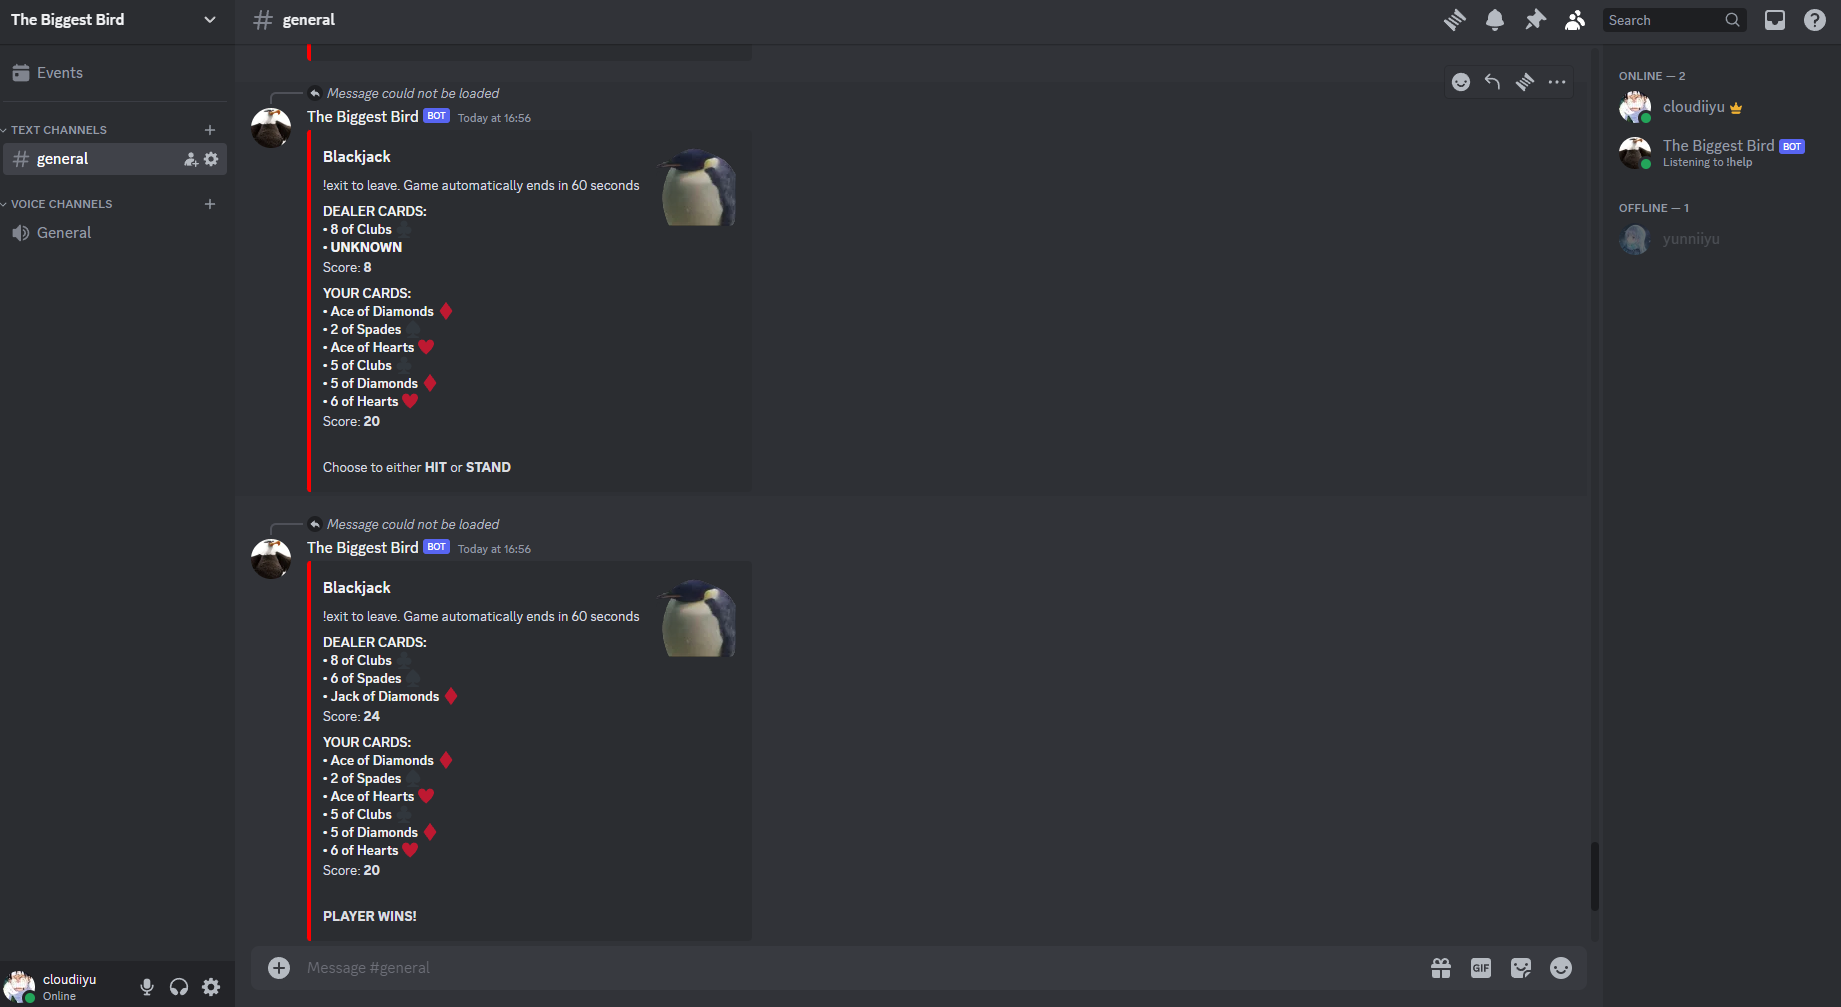 The Biggest Bird
Events
TEXT CHANNELS
general
VOICE CHANNELS
General
cloudiiyu
Online
general
Search
Message could not be loaded
The Biggest Bird BOT Today at 16:56
Blackjack
!exit to leave. Game automatically ends in 60 seconds
DEALER CARDS:
• 8 of Clubs
• UNKNOWN
Score: 8
YOUR CARDS:
• Ace of Diamonds
• 2 of Spades
• Ace of Hearts
• 5 of Clubs
• 5 of Diamonds
• 6 of Hearts
Score: 20
Choose to either HIT or STAND
Message could not be loaded
The Biggest Bird BOT Today at 16:56
Blackjack
!exit to leave. Game automatically ends in 60 seconds
DEALER CARDS:
• 8 of Clubs
• 6 of Spades
• Jack of Diamonds
Score: 24
YOUR CARDS:
• Ace of Diamonds
• 2 of Spades
• Ace of Hearts
• 5 of Clubs
• 5 of Diamonds
• 6 of Hearts
Score: 20
PLAYER WINS!
Message #general
GIF
ONLINE — 2
cloudiiyu
The Biggest Bird BOT
Listening to !help
OFFLINE — 1
yunniiyu